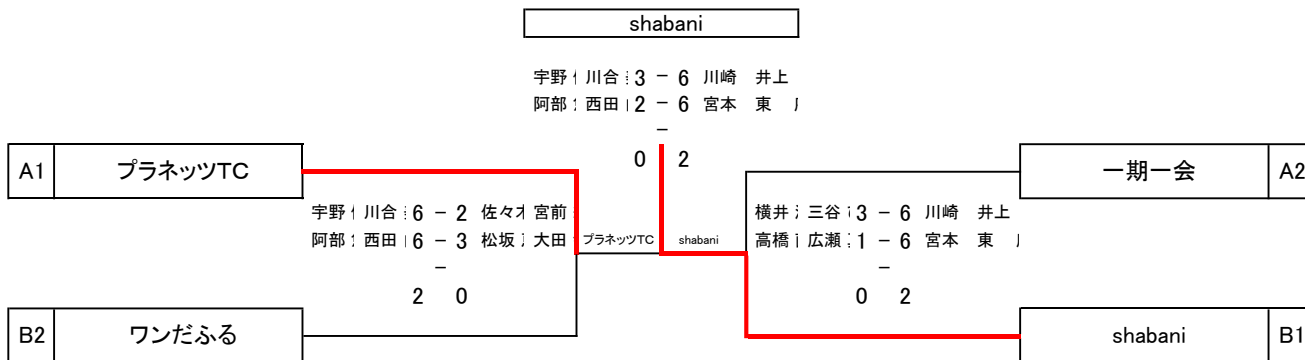 shabani
宇野 川合 3 - 6 川崎 井上
阿部 西田 2 - 6 宮本 東
-
0 2
A1 プラネッツTC
一期一会 A2
宇野 川合 6 - 2 佐々木 宮前
横井 三谷 3 - 6 川崎 井上
阿部 西田 6 - 3 松坂 大田 プラネッツTC shabani 高橋 広瀬 1 - 6 宮本 東
-
-
2 0
0 2
B2 ワンだふる
shabani B1